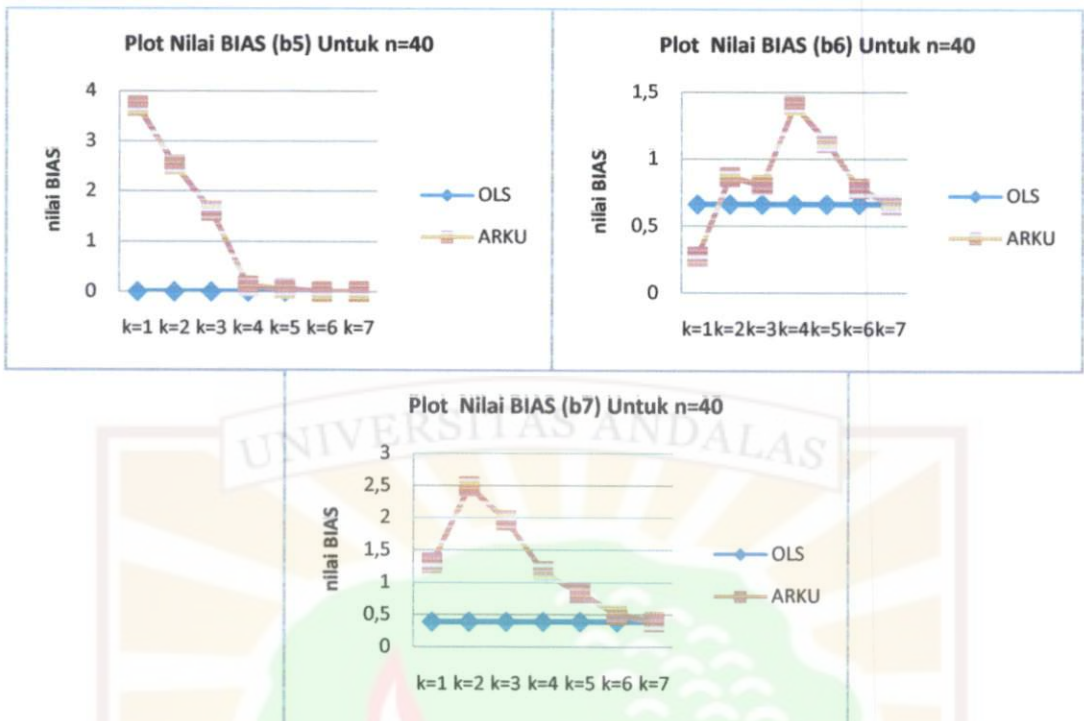 Plot Nilai BIAS (b5) Untuk n=40
4
3
2
1
0
nilai BIAS
k=1 k=2 k=3 k=4 k=5 k=6 k=7
OLS
ARKU
Plot Nilai BIAS (b6) Untuk n=40
1,5
1
0,5
0
nilai BIAS
k=1k=2k=3k=4k=5k=6k=7
OLS
ARKU
UNIVERSITAS ANDALAS
Plot Nilai BIAS (b7) Untuk n=40
3
2,5
2
1,5
1
0,5
0
nilai BIAS
k=1 k=2 k=3 k=4 k=5 k=6 k=7
OLS
ARKU